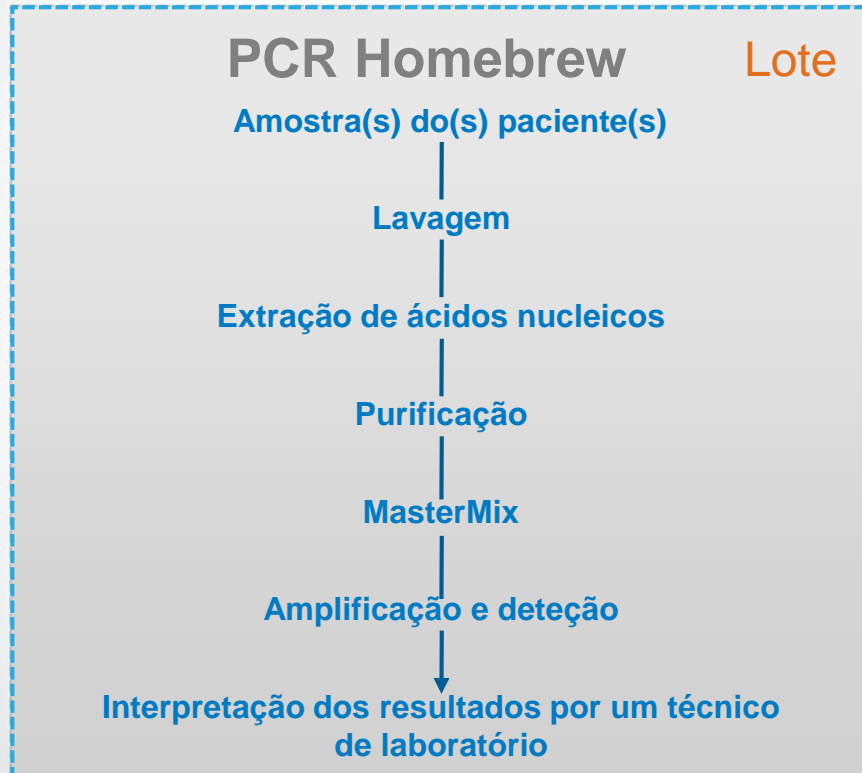 PCR Homebrew
Lote
Amostra(s) do(s) paciente(s)
Lavagem
Extração de ácidos nucleicos
Purificação
MasterMix
Amplificação e deteção
Interpretação dos resultados por um técnico
de laboratório